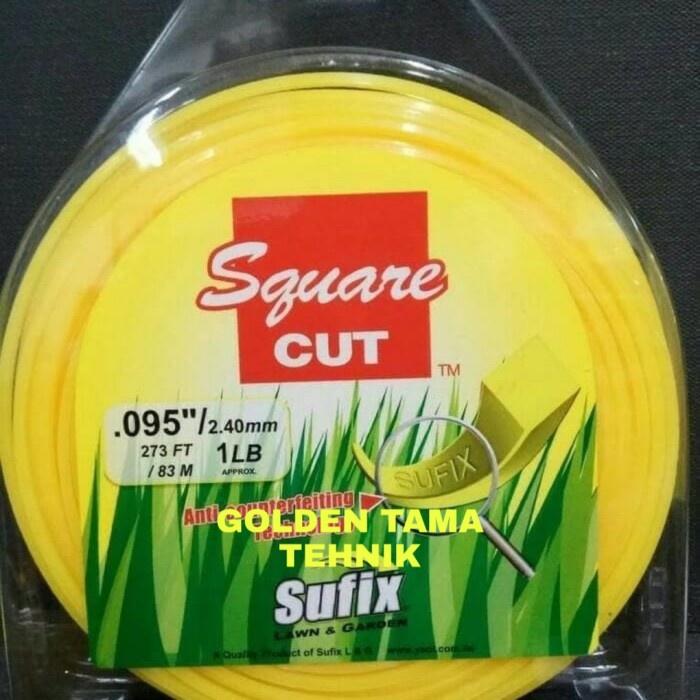 Square
CUT
TM
.095"/2.40mm
273 FT
/ 83 M
1LB
APPROX.
SUFIX
Anti-counterfeiting
GOLDEN TAMA
TEHNIK
Sufix
LAWN & GARDEN
A Quality Product of Sufix L & G